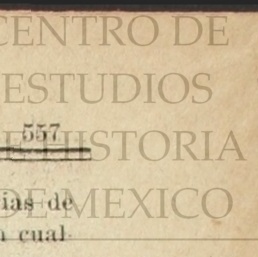 CENTRO DE
ESTUDIOS
557
DE HISTORIA
DE MEXICO
ias de
cual